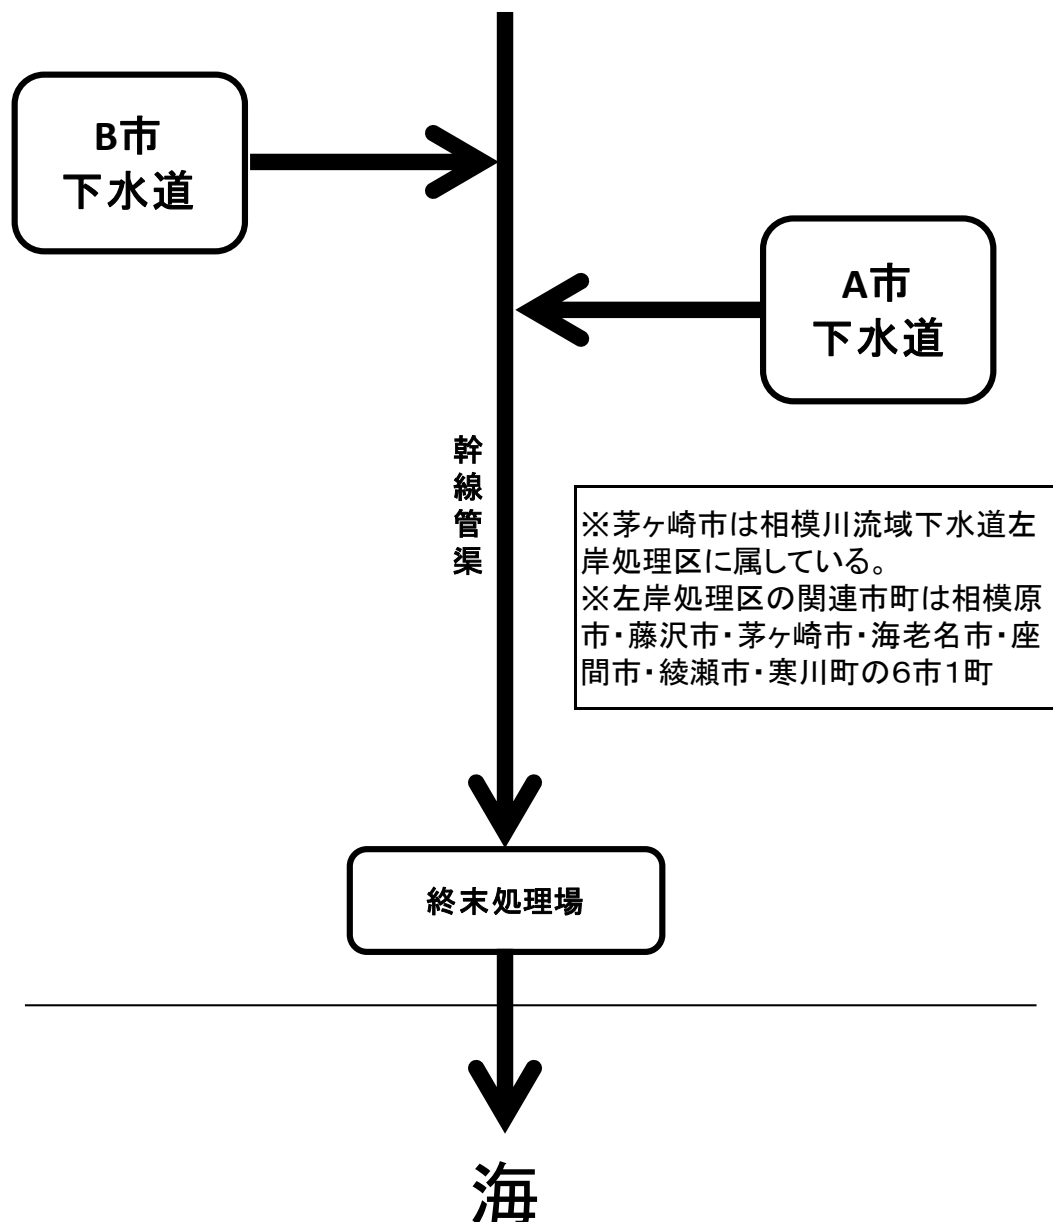 B市
下水道
A市
下水道
幹線管渠
※茅ヶ崎市は相模川流域下水道左
岸処理区に属している。
※左岸処理区の関連市町は相模原
市・藤沢市・茅ヶ崎市・海老名市・座
間市・綾瀬市・寒川町の6市1町
終末処理場
海